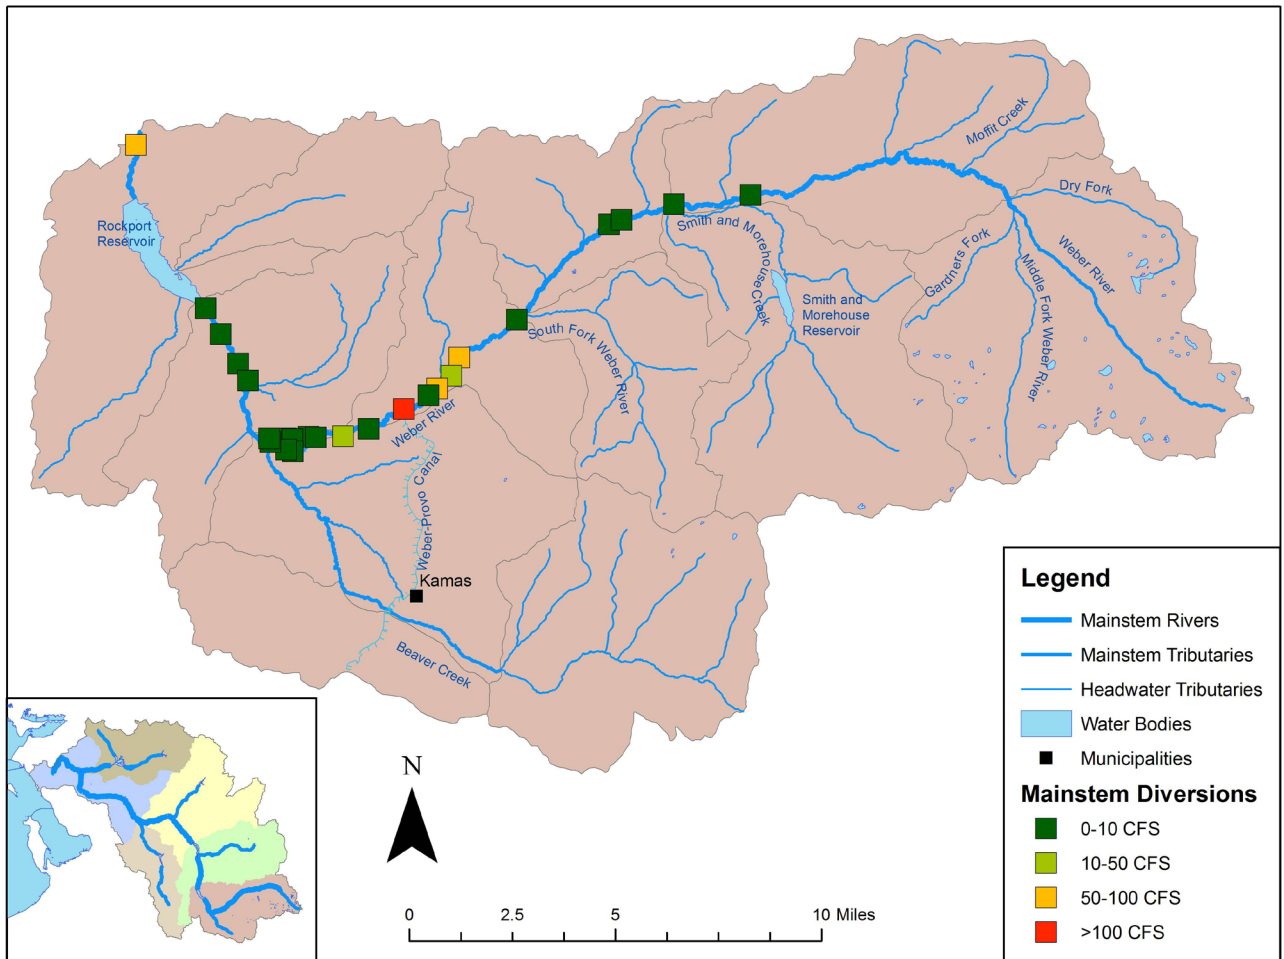 Moffit Creek
Dry Fork
Rockport
Reservoir
Smith and Morehouse Creek
Gardners Fork
Weber River
Middle Fork Weber River
Smith and
Morehouse
Reservoir
South Fork Weber River
Weber River
Weber-Provo Canal
Kamas
Beaver Creek
N
0
2.5
5
10 Miles
Legend
Mainstem Rivers
Mainstem Tributaries
Headwater Tributaries
Water Bodies
Municipalities
Mainstem Diversions
0-10 CFS
10-50 CFS
50-100 CFS
>100 CFS